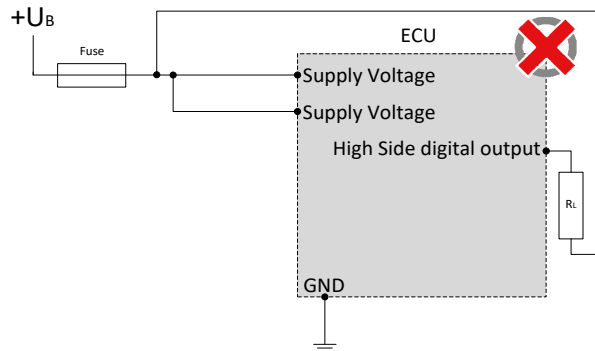 +UB
Fuse
ECU
Supply Voltage
Supply Voltage
High Side digital output
RL
GND